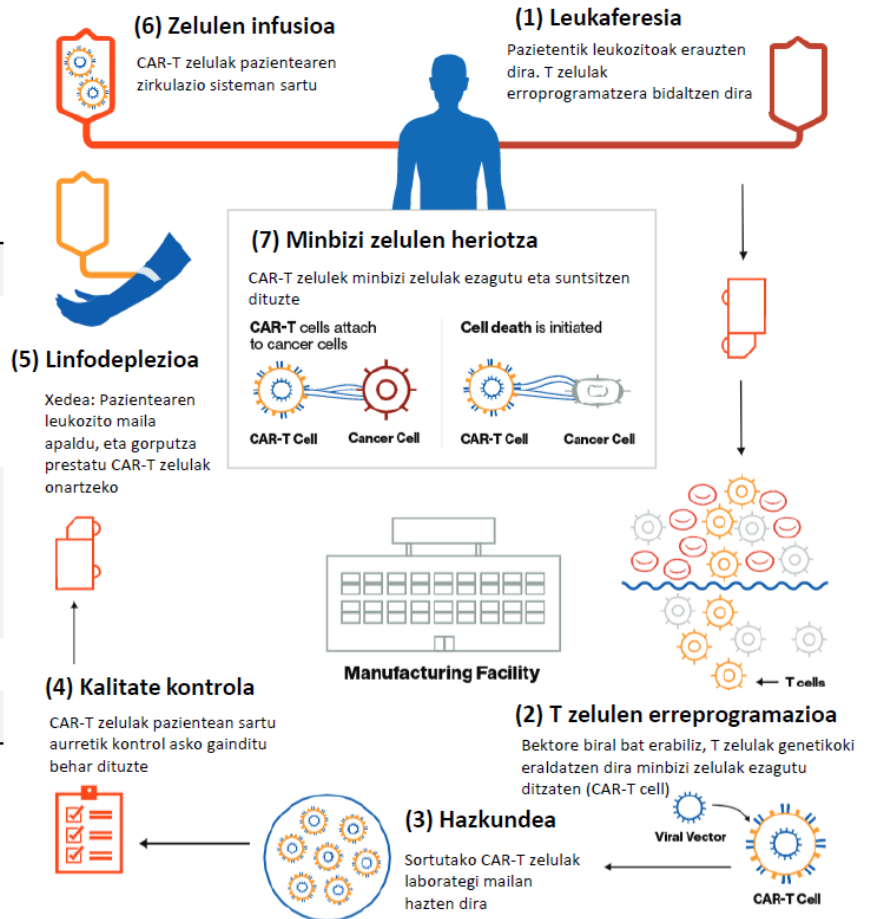 (1) Leukaferesia
Pazietentik leukozitoak erauzten
dira. T zelulak
erroprogramatzera bidaltzen dira
T cells
(2) T zelulen erreprogramazioa
Bektore biral bat erabiliz, T zelulak genetikoki
eraldatzen dira minbizi zelulak ezagutu
ditzaten (CAR-T cell)
Viral Vector
CAR-T Cell
(3) Hazkundea
Sortutako CAR-T zelulak
laborategi mailan
hazten dira
(4) Kalitate kontrola
CAR-T zelulak pazientean sartu
aurretik kontrol asko gainditu
behar dituzte
(5) Linfodeplezioa
Xedea: Pazientearen
leukozito maila
apaldu, eta gorputza
prestatu CAR-T zelulak
onartzeko
(6) Zelulen infusioa
CAR-T zelulak pazientearen
zirkulazio sisteman sartu
(7) Minbizi zelulen heriotza
CAR-T zelulek minbizi zelulak ezagutu eta suntsitzen
dituzte
CAR-T cells attach
to cancer cells
CAR-T Cell
Cancer Cell
Cell death is initiated
CAR-T Cell
Cancer Cell
Manufacturing Facility